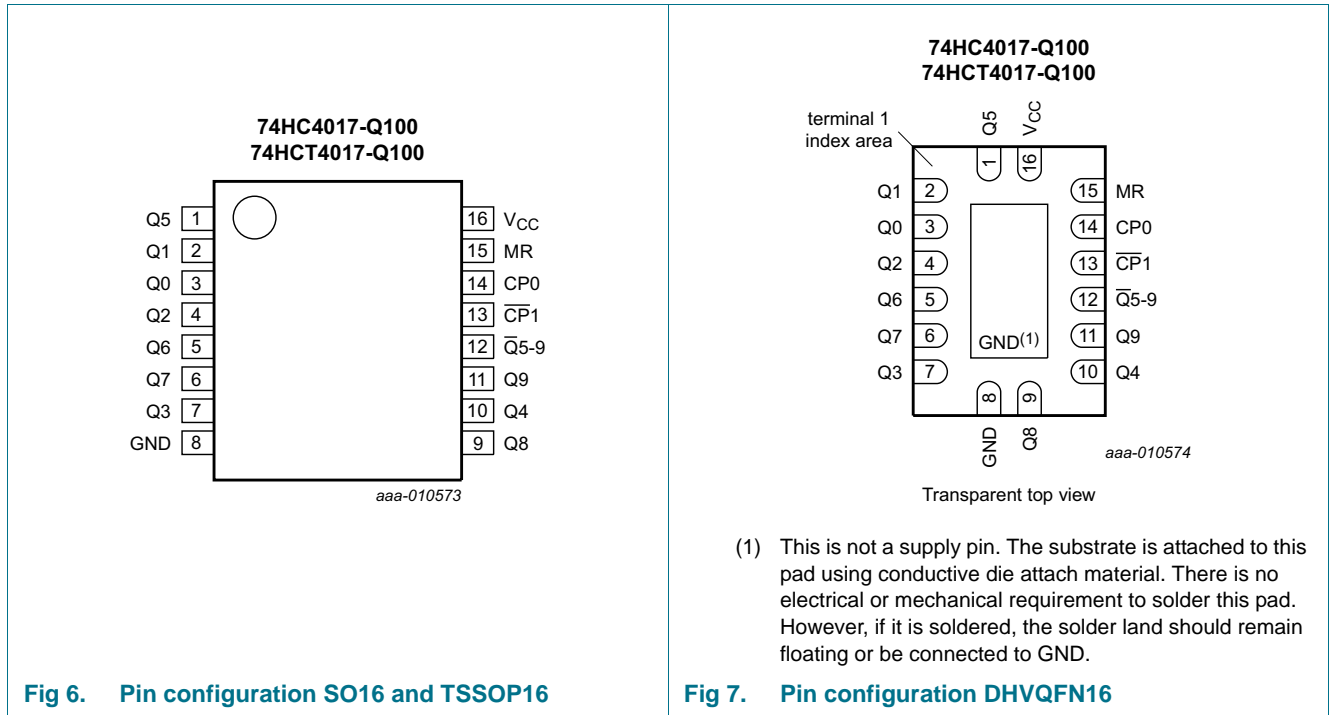 74HC4017-Q100
74HCT4017-Q100
Q5 1
Q1 2
Q0 3
Q2 4
Q6 5
Q7 6
Q3 7
GND 8
16 VCC
15 MR
14 CP0
13 C̅P̅1
12 Q̅5-9
11 Q9
10 Q4
9 Q8
aaa-010573
Fig 6. Pin configuration SO16 and TSSOP16
74HC4017-Q100
74HCT4017-Q100
terminal 1
index area
Q5
VCC
1
16
Q1 2
Q0 3
Q2 4
Q6 5
Q7 6
Q3 7
15 MR
14 CP0
13 C̅P̅1
12 Q̅5-9
11 Q9
10 Q4
GND(1)
8
9
GND
Q8
aaa-010574
Transparent top view
(1) This is not a supply pin. The substrate is attached to this
pad using conductive die attach material. There is no
electrical or mechanical requirement to solder this pad.
However, if it is soldered, the solder land should remain
floating or be connected to GND.
Fig 7. Pin configuration DHVQFN16